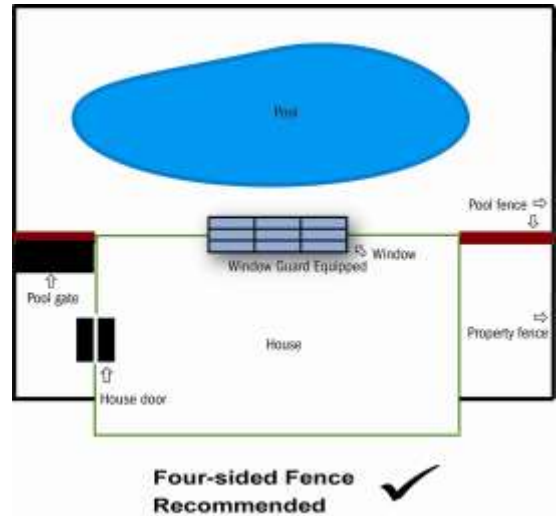 Pool
Pool fence
Window
Window Guard Equipped
Pool gate
Property fence
House
House door
Four-sided Fence
Recommended